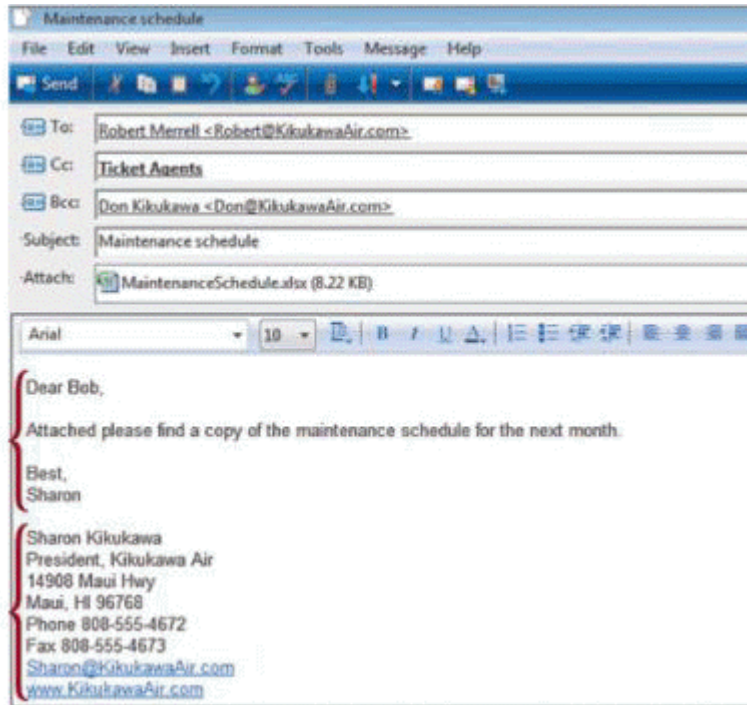 Maintenance schedule
File Edit View Insert Format Tools Message Help
Send
To: Robert Merrell <Robert@KikukawaAir.com>
Cc: Ticket Agents
Bcc: Don Kikukawa <Don@KikukawaAir.com>
Subject: Maintenance schedule
Attach: MaintenanceSchedule.xlsx (8.22 KB)
Arial 10 B I U A
Dear Bob,
Attached please find a copy of the maintenance schedule for the next month.
Best,
Sharon
Sharon Kikukawa
President, Kikukawa Air
14908 Maui Hwy
Maui, HI 96768
Phone 808-555-4672
Fax 808-555-4673
Sharon@KikukawaAir.com
www.KikukawaAir.com